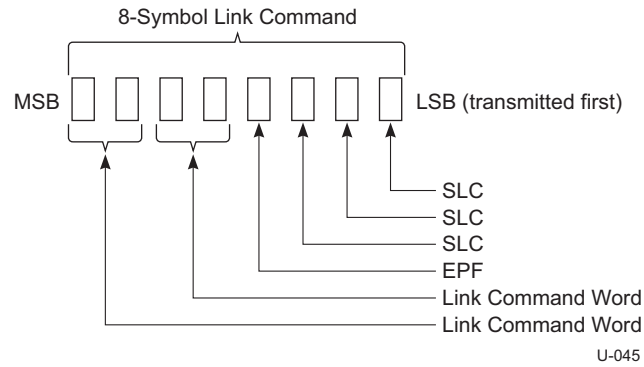 8-Symbol Link Command
MSB
LSB (transmitted first)
SLC
SLC
SLC
EPF
Link Command Word
Link Command Word
U-045